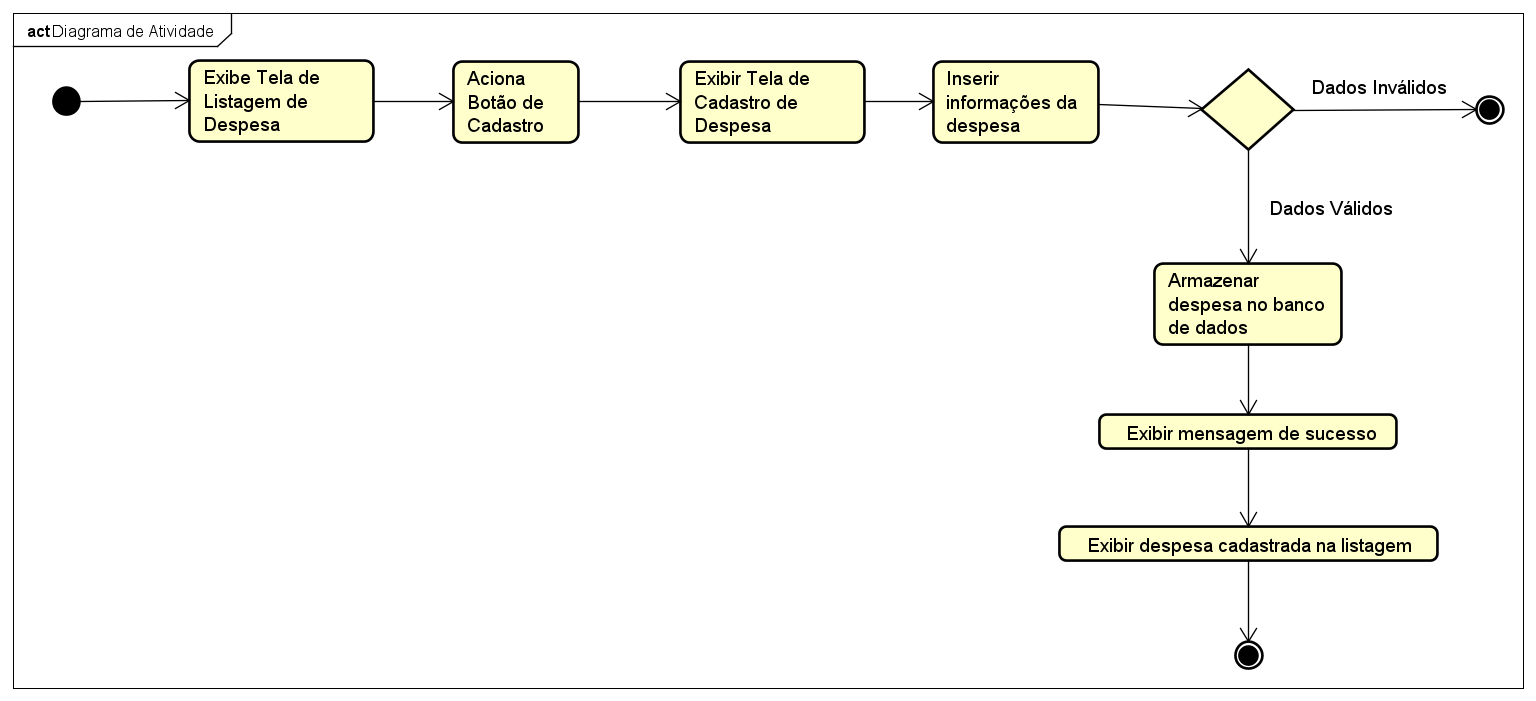 act Diagrama de Atividade
Exibe Tela de
Listagem de
Despesa
Aciona
Botão de
Cadastro
Exibir Tela de
Cadastro de
Despesa
Inserir
informações da
despesa
Dados Inválidos
Dados Válidos
Armazenar
despesa no banco
de dados
Exibir mensagem de sucesso
Exibir despesa cadastrada na listagem